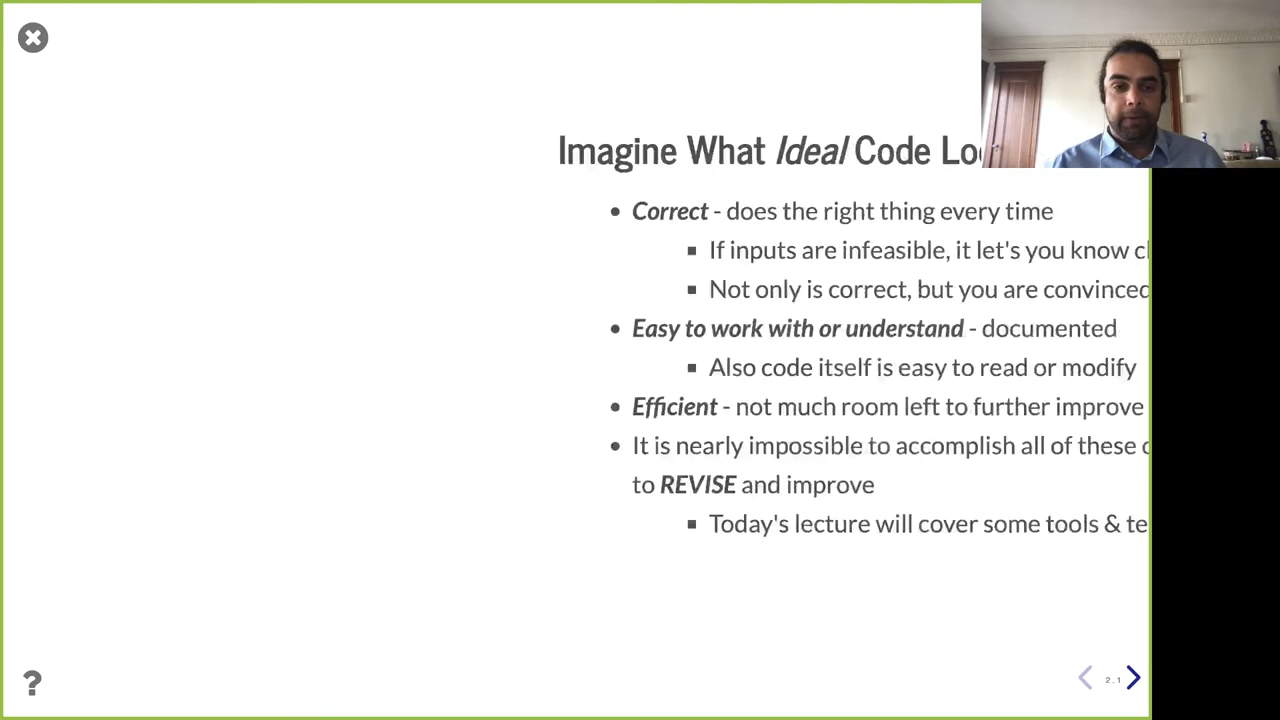 Imagine What Ideal Code
Correct - does the right thing every time
If inputs are infeasible, it let's you know
Not only is correct, but you are convinced
Easy to work with or understand - documented
Also code itself is easy to read or modify
Efficient - not much room left to further improve
It is nearly impossible to accomplish all of these
to REVISE and improve
Today's lecture will cover some tools &
?
2.1